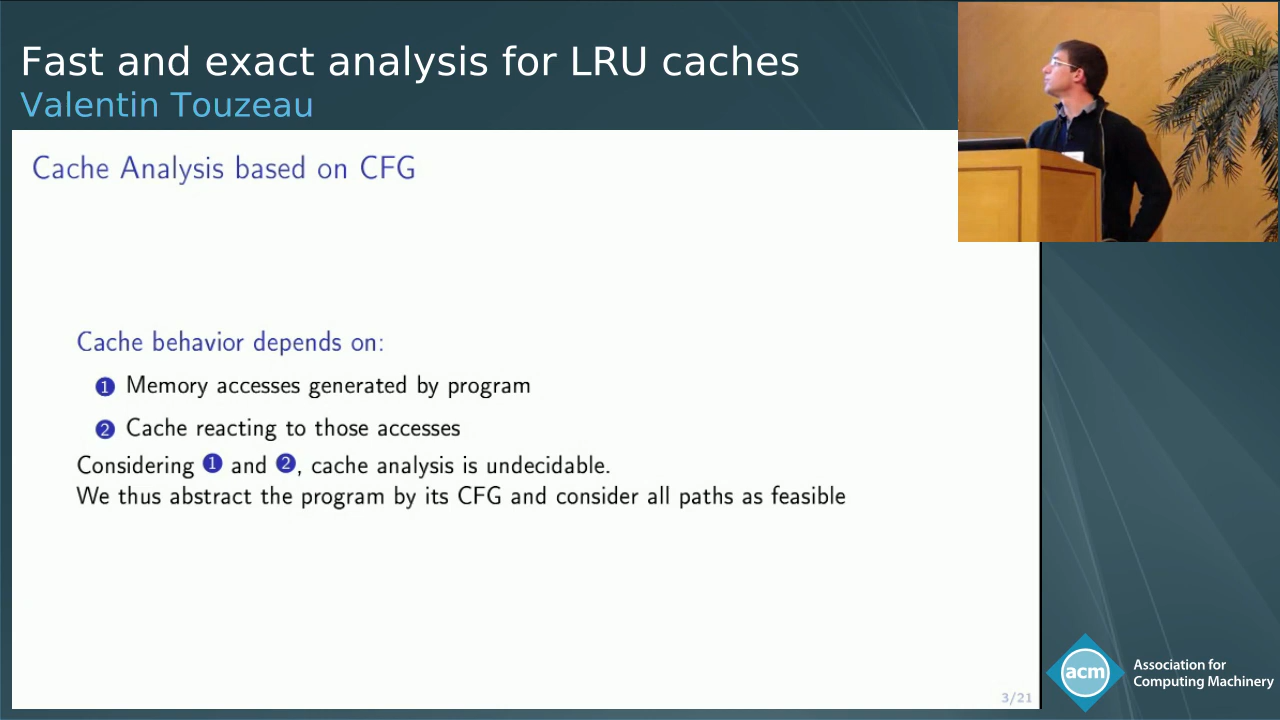 Fast and exact analysis for LRU caches
Valentin Touzeau
Cache Analysis based on CFG
Cache behavior depends on:
1 Memory accesses generated by program
2 Cache reacting to those accesses
Considering 1 and 2, cache analysis is undecidable.
We thus abstract the program by its CFG and consider all paths as feasible
3/21
acm
Association for
Computing Machinery